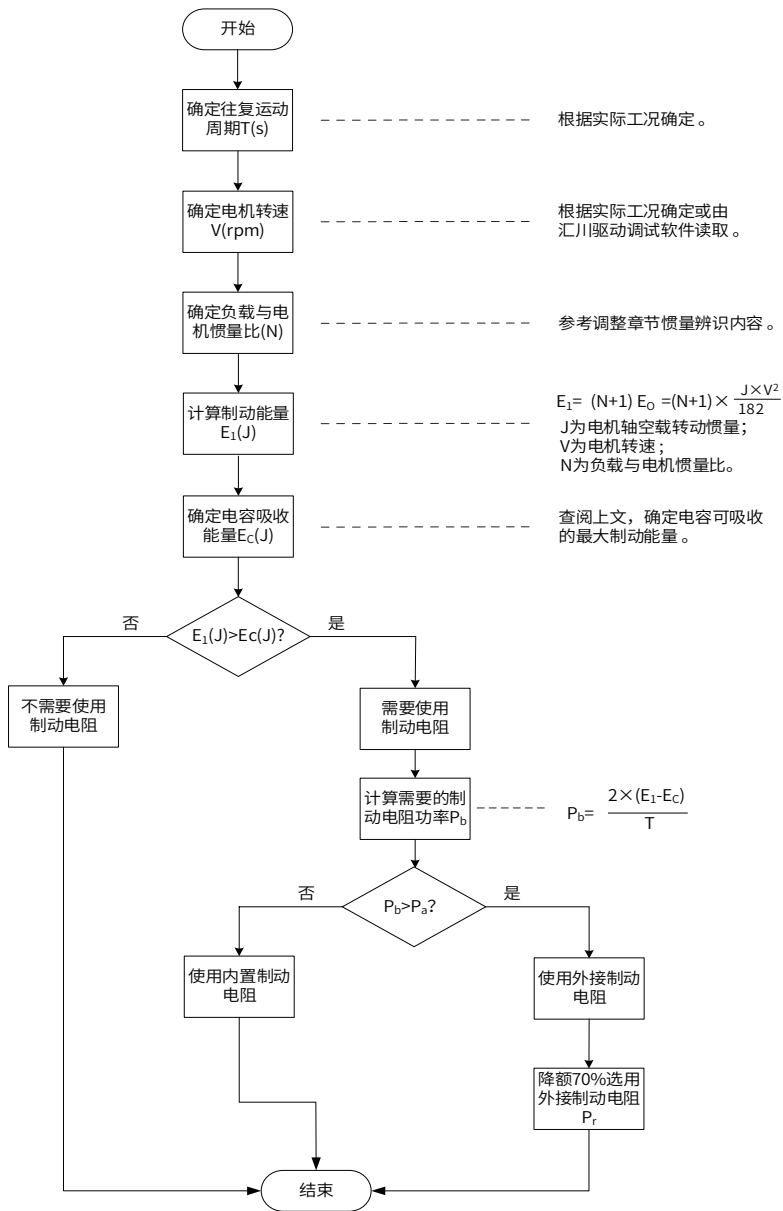 开始
确定往复运动
周期T(s)
根据实际工况确定。
确定电机转速
V(rpm)
根据实际工况确定或由
汇川驱动调试软件读取。
确定负载与电
机惯量比(N)
参考调整章节惯量辨识内容。
计算制动能量
E₁(J)
E₁= (N+1) E₀ =(N+1)× J×V²
182
J为电机轴空载转动惯量；
V为电机转速；
N为负载与电机惯量比。
确定电容吸收
能量E_C(J)
查阅上文，确定电容可吸收
的最大制动能量。
E₁(J)>Ec(J)?
否
是
不需要使用
制动电阻
需要使用
制动电阻
计算需要的制
动电阻功率P_b
P_b= 2×(E₁-E_C)
T
P_b>P_a?
否
是
使用内置制动
电阻
使用外接制动
电阻
降额70%选用
外接制动电阻
P_r
结束